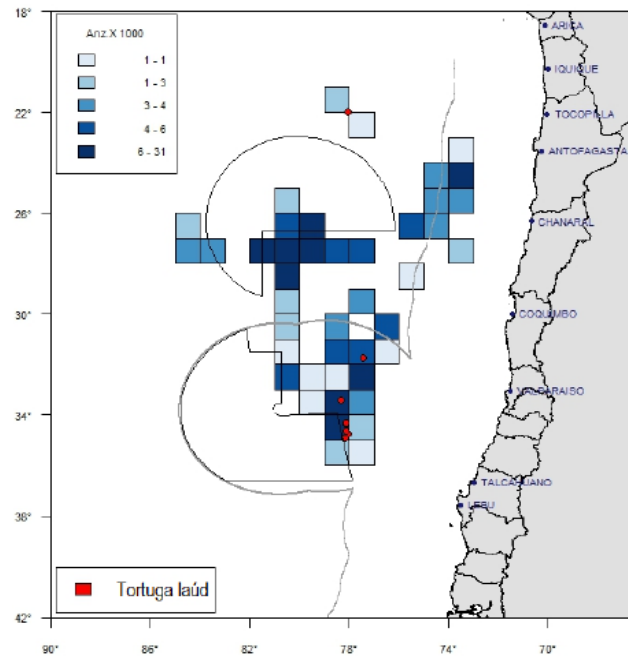 18°
Anz.X 1000
1 - 1
1 - 3
3 - 4
4 - 6
6 - 31
ARICA
IQUIQUE
22°
TOCOPILLA
ANTOFAGASTA
26°
CHANARAL
30°
COQUIMBO
34°
VALPARAISO
TALCAHUANO
38°
LEBU
Tortuga laúd
42°
90° 86° 82° 78° 74° 70°